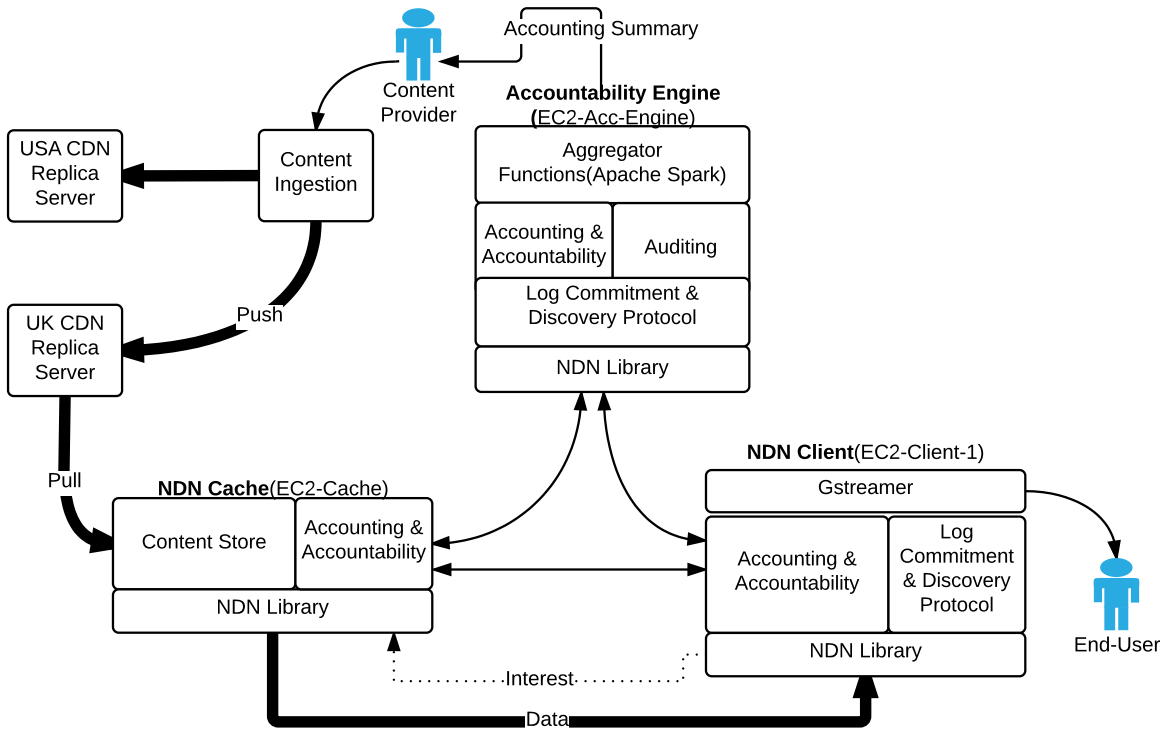 Accounting Summary
Content
Provider
Accountability Engine
(EC2-Acc-Engine)
Aggregator
Functions(Apache Spark)
USA CDN
Replica
Server
Content
Ingestion
Accounting &
Accountability
Auditing
Log Commitment &
Discovery Protocol
NDN Library
Push
UK CDN
Replica
Server
Pull
NDN Cache(EC2-Cache)
Content Store
Accounting &
Accountability
NDN Library
NDN Client(EC2-Client-1)
Gstreamer
Accounting &
Accountability
Log
Commitment
& Discovery
Protocol
NDN Library
End-User
Interest
Data